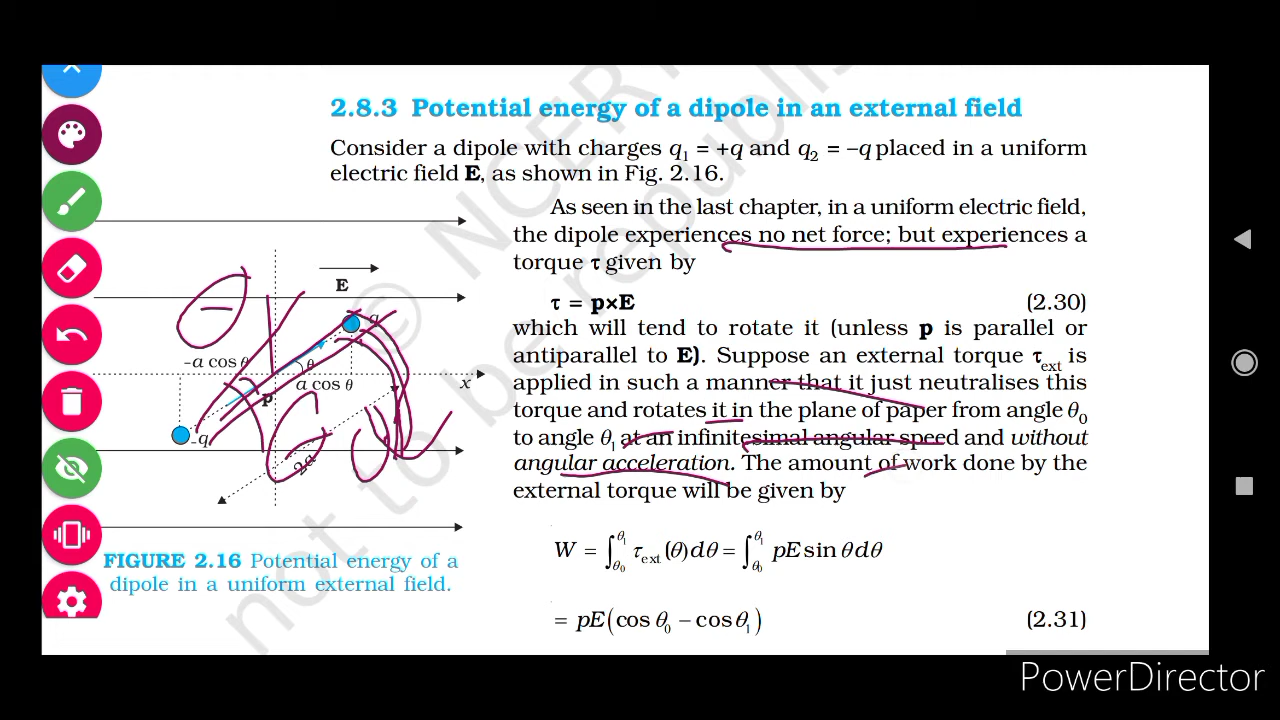 2.8.3 Potential energy of a dipole in an external field
Consider a dipole with charges q1 = +q and q2 = –q placed in a uniform
electric field E, as shown in Fig. 2.16.
As seen in the last chapter, in a uniform electric field,
the dipole experiences no net force; but experiences a
torque τ given by
τ = p×E (2.30)
which will tend to rotate it (unless p is parallel or
antiparallel to E). Suppose an external torque τext is
applied in such a manner that it just neutralises this
torque and rotates it in the plane of paper from angle θ0
to angle θ1 at an infinitesimal angular speed and without
angular acceleration. The amount of work done by the
external torque will be given by
W = ∫θ0θ1 τext(θ)dθ = ∫θ0θ1 pE sin θ dθ
= pE(cos θ0 – cos θ1) (2.31)
E
q
–a cos θ
θ
a cos θ
x
p
–q
2a
FIGURE 2.16 Potential energy of a
dipole in a uniform external field.
© NCERT
not to be republis
PowerDirector